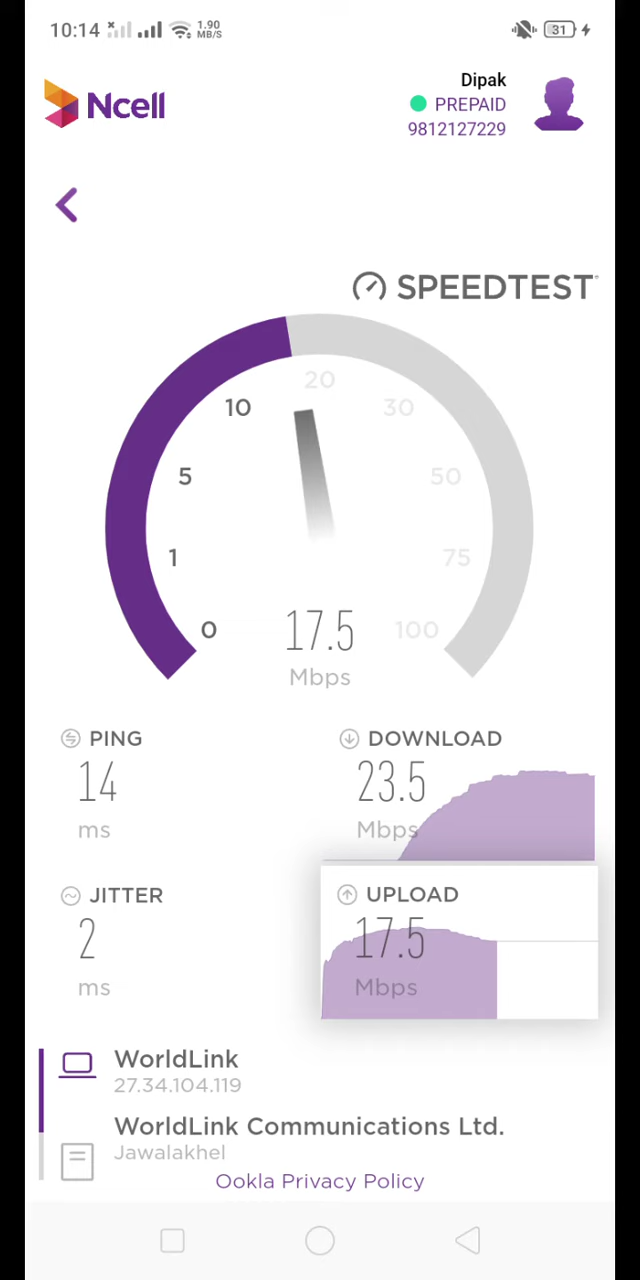 10:14
1.90
MB/S
31
Ncell
Dipak
PREPAID
9812127229
SPEEDTEST
20
10
30
5
50
1
75
0
17.5
100
Mbps
PING
DOWNLOAD
14
23.5
ms
Mbps
JITTER
UPLOAD
2
17.5
ms
Mbps
WorldLink
27.34.104.119
WorldLink Communications Ltd.
Jawalakhel
Ookla Privacy Policy